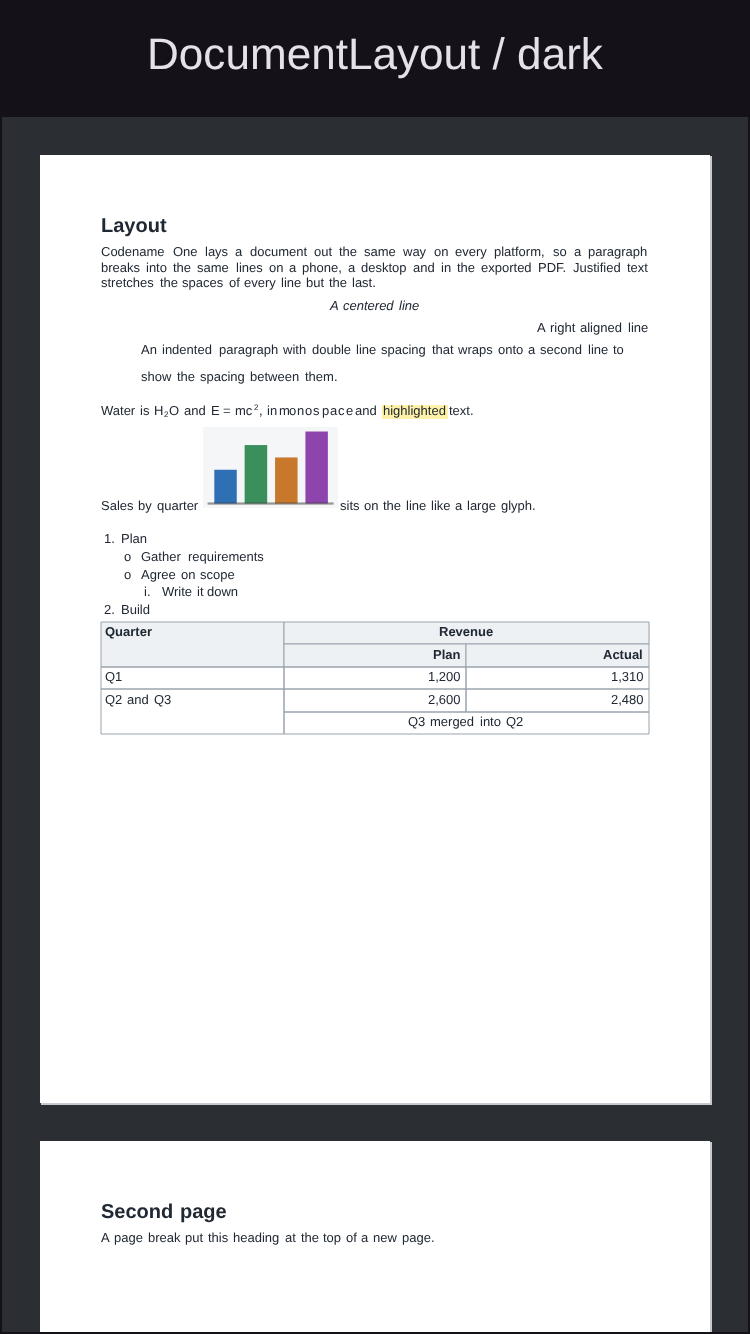 DocumentLayout / dark
Layout
Codename One lays a document out the same way on every platform, so a paragraph
breaks into the same lines on a phone, a desktop and in the exported PDF. Justified text
stretches the spaces of every line but the last.
A centered line
A right aligned line
An indented paragraph with double line spacing that wraps onto a second line to
show the spacing between them.
Water is H₂O and E = mc², in monospace and highlighted text.
Sales by quarter sits on the line like a large glyph.
1. Plan
o Gather requirements
o Agree on scope
i. Write it down
2. Build
Quarter Revenue
Plan Actual
Q1 1,200 1,310
Q2 and Q3 2,600 2,480
Q3 merged into Q2
Second page
A page break put this heading at the top of a new page.